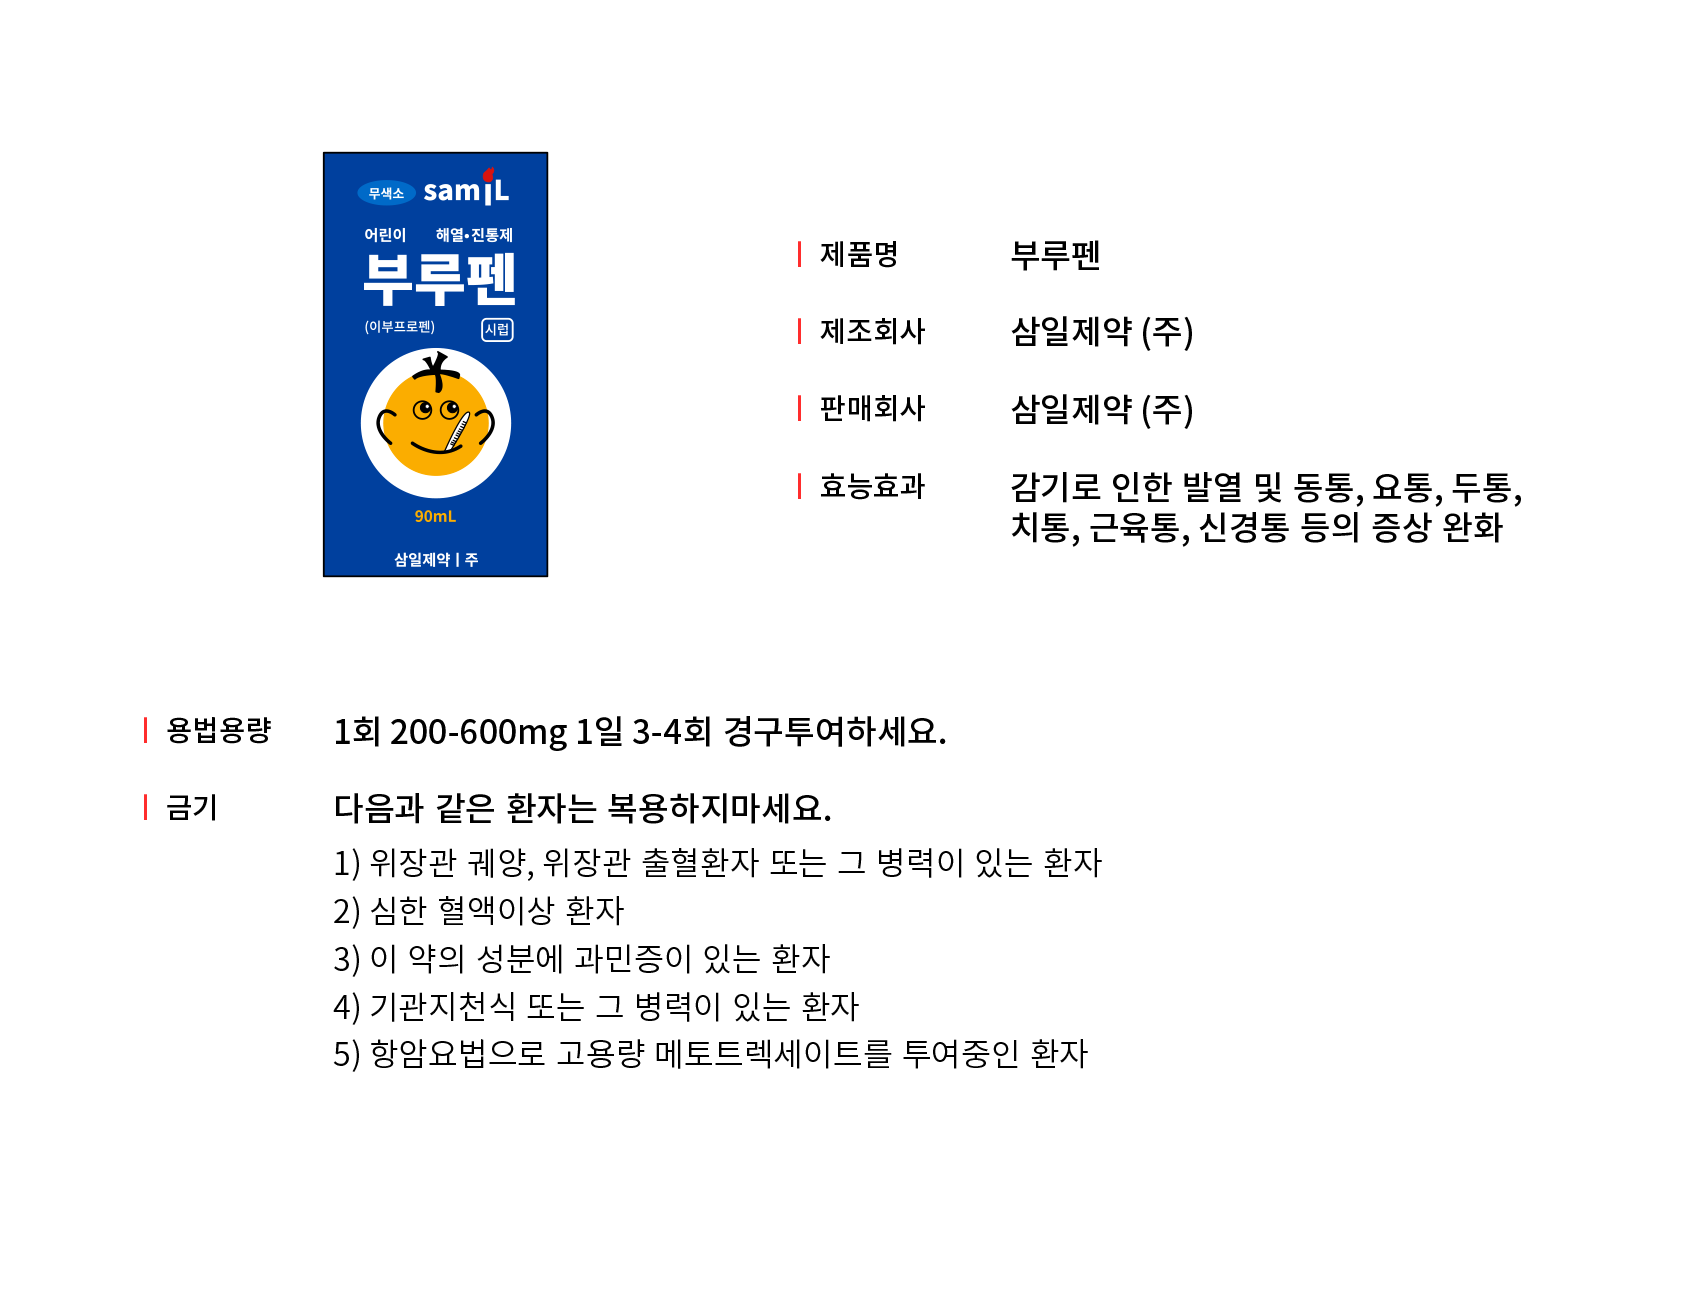 무색소 samiL
어린이 해열•진통제
부루펜
(이부프로펜) 시럽
90mL
삼일제약 | 주
제품명 부루펜
제조회사 삼일제약 (주)
판매회사 삼일제약 (주)
효능효과 감기로 인한 발열 및 동통, 요통, 두통,
치통, 근육통, 신경통 등의 증상 완화
용법용량 1회 200-600mg 1일 3-4회 경구투여하세요.
금기 다음과 같은 환자는 복용하지마세요.
1) 위장관 궤양, 위장관 출혈환자 또는 그 병력이 있는 환자
2) 심한 혈액이상 환자
3) 이 약의 성분에 과민증이 있는 환자
4) 기관지천식 또는 그 병력이 있는 환자
5) 항암요법으로 고용량 메토트렉세이트를 투여중인 환자